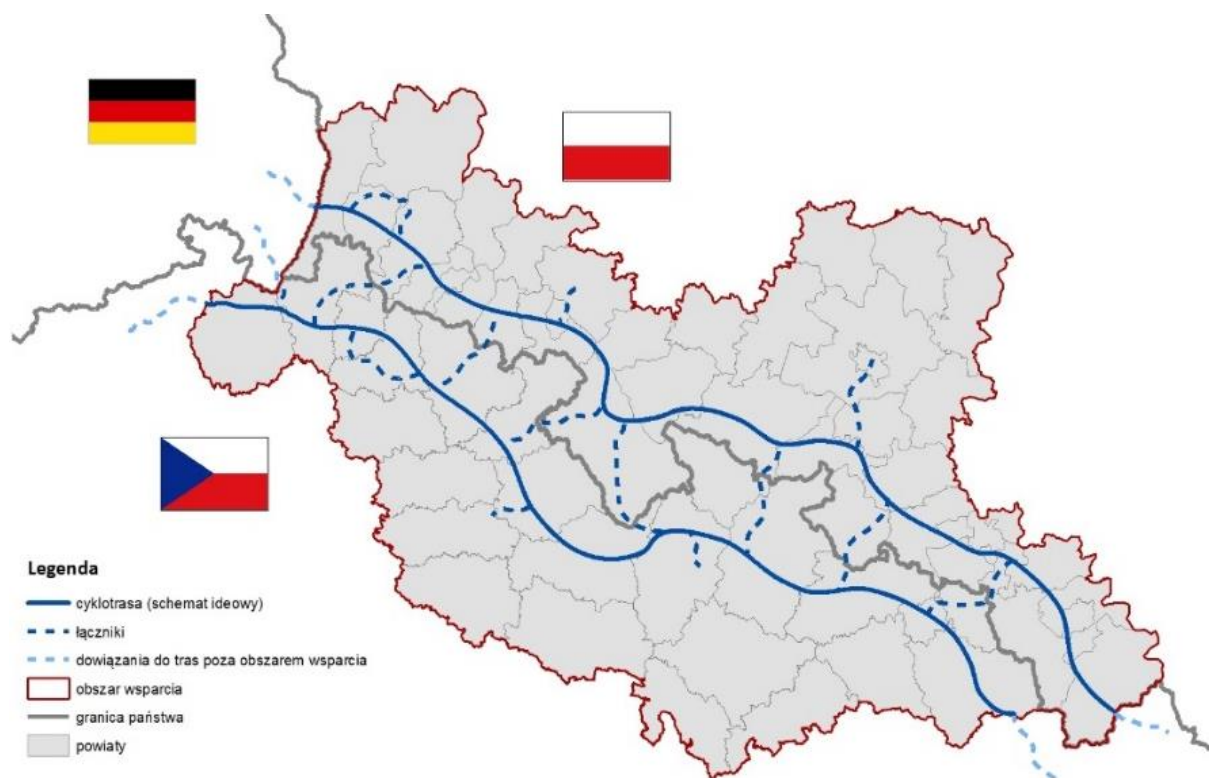 Legenda
cyklotrasa (schemat ideowy)
łączniki
dowiązania do tras poza obszarem wsparcia
obszar wsparcia
granica państwa
powiaty